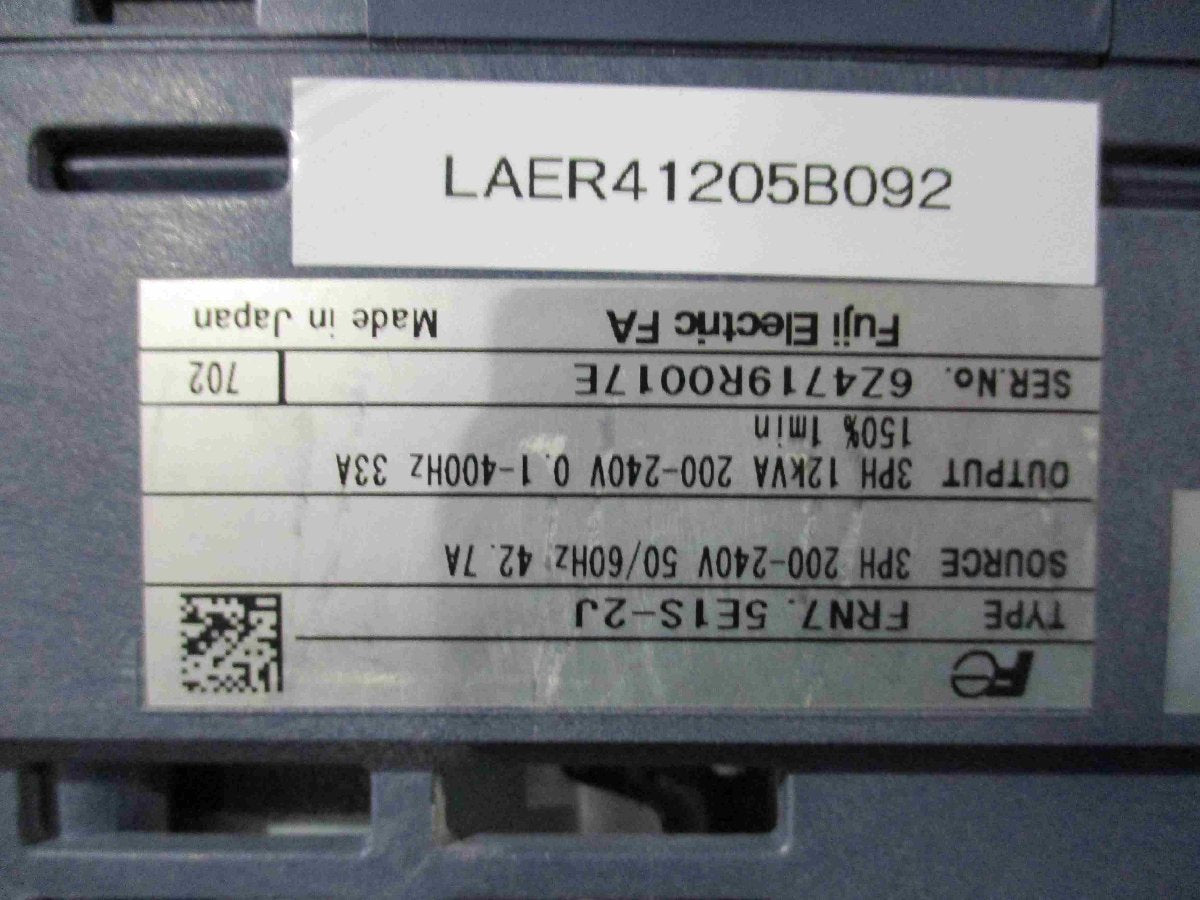 LAER41205B092
Fe
TYPE FRN7.5E1S-2J
SOURCE 3PH 200-240V 50/60Hz 42.7A
OUTPUT 3PH 12kVA 200-240V 0.1-400Hz 33A
150% 1min
SER.No. 6Z4719R0017E 702
Fuji Electric FA Made in Japan